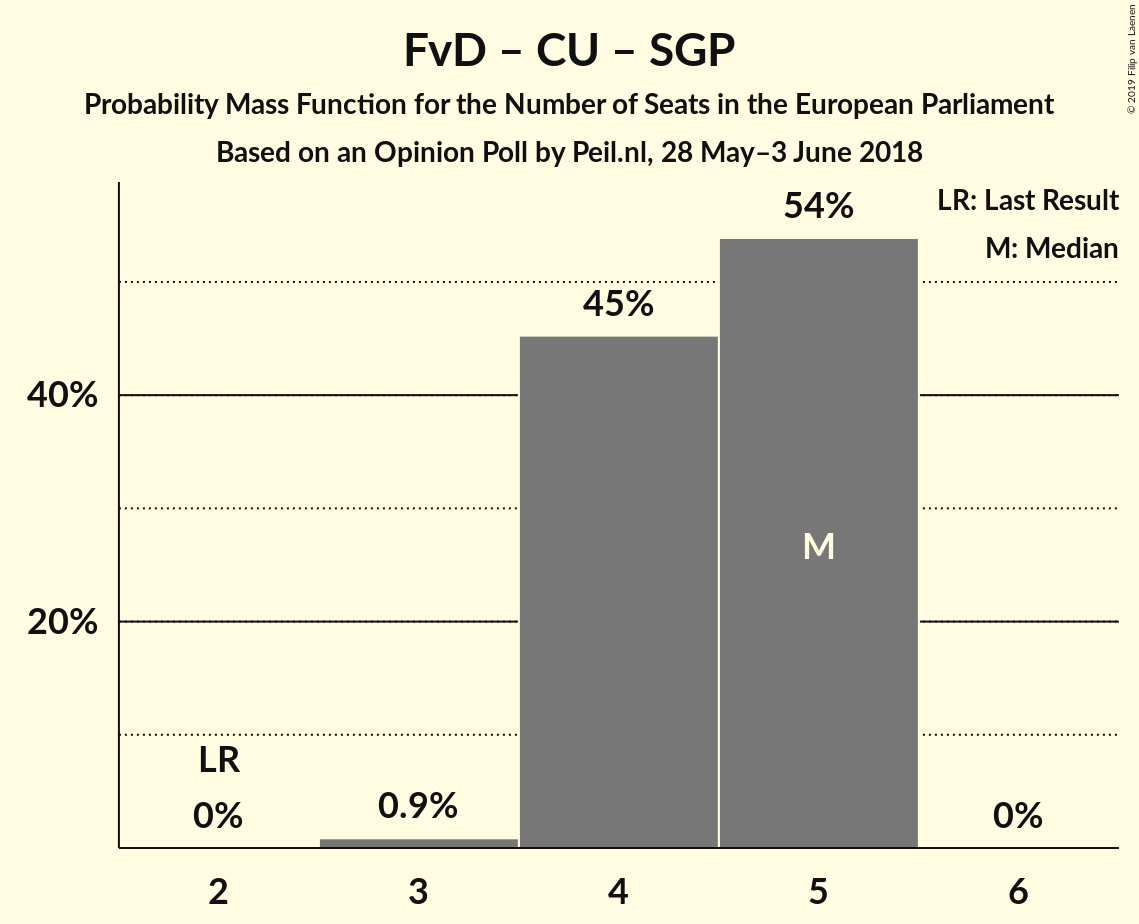 FvD – CU – SGP
Probability Mass Function for the Number of Seats in the European Parliament
Based on an Opinion Poll by Peil.nl, 28 May–3 June 2018
© 2019 Filip van Laenen
LR: Last Result
M: Median
54%
45%
40%
M
20%
LR
0%
0.9%
0%
2 3 4 5 6